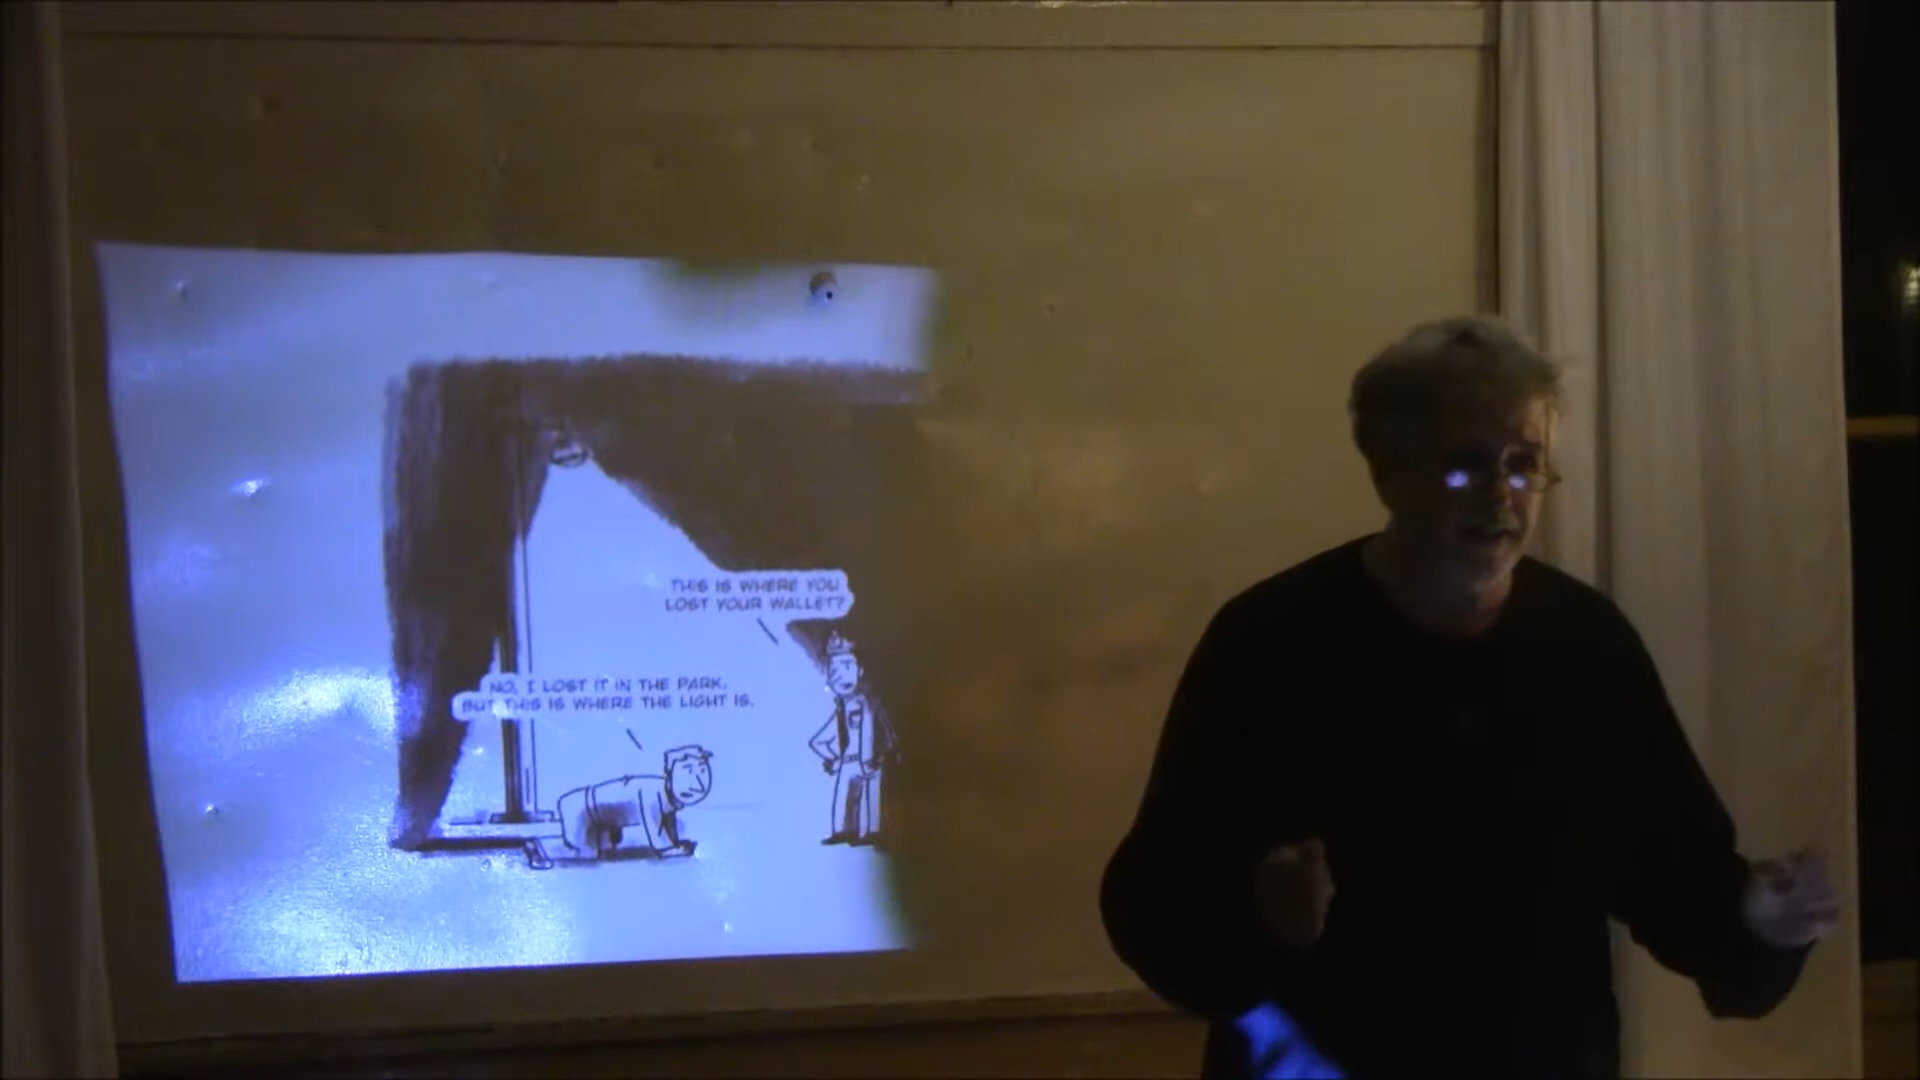 THIS IS WHERE YOU
LOST YOUR WALLET?
NO, I LOST IT IN THE PARK,
BUT THIS IS WHERE THE LIGHT IS.